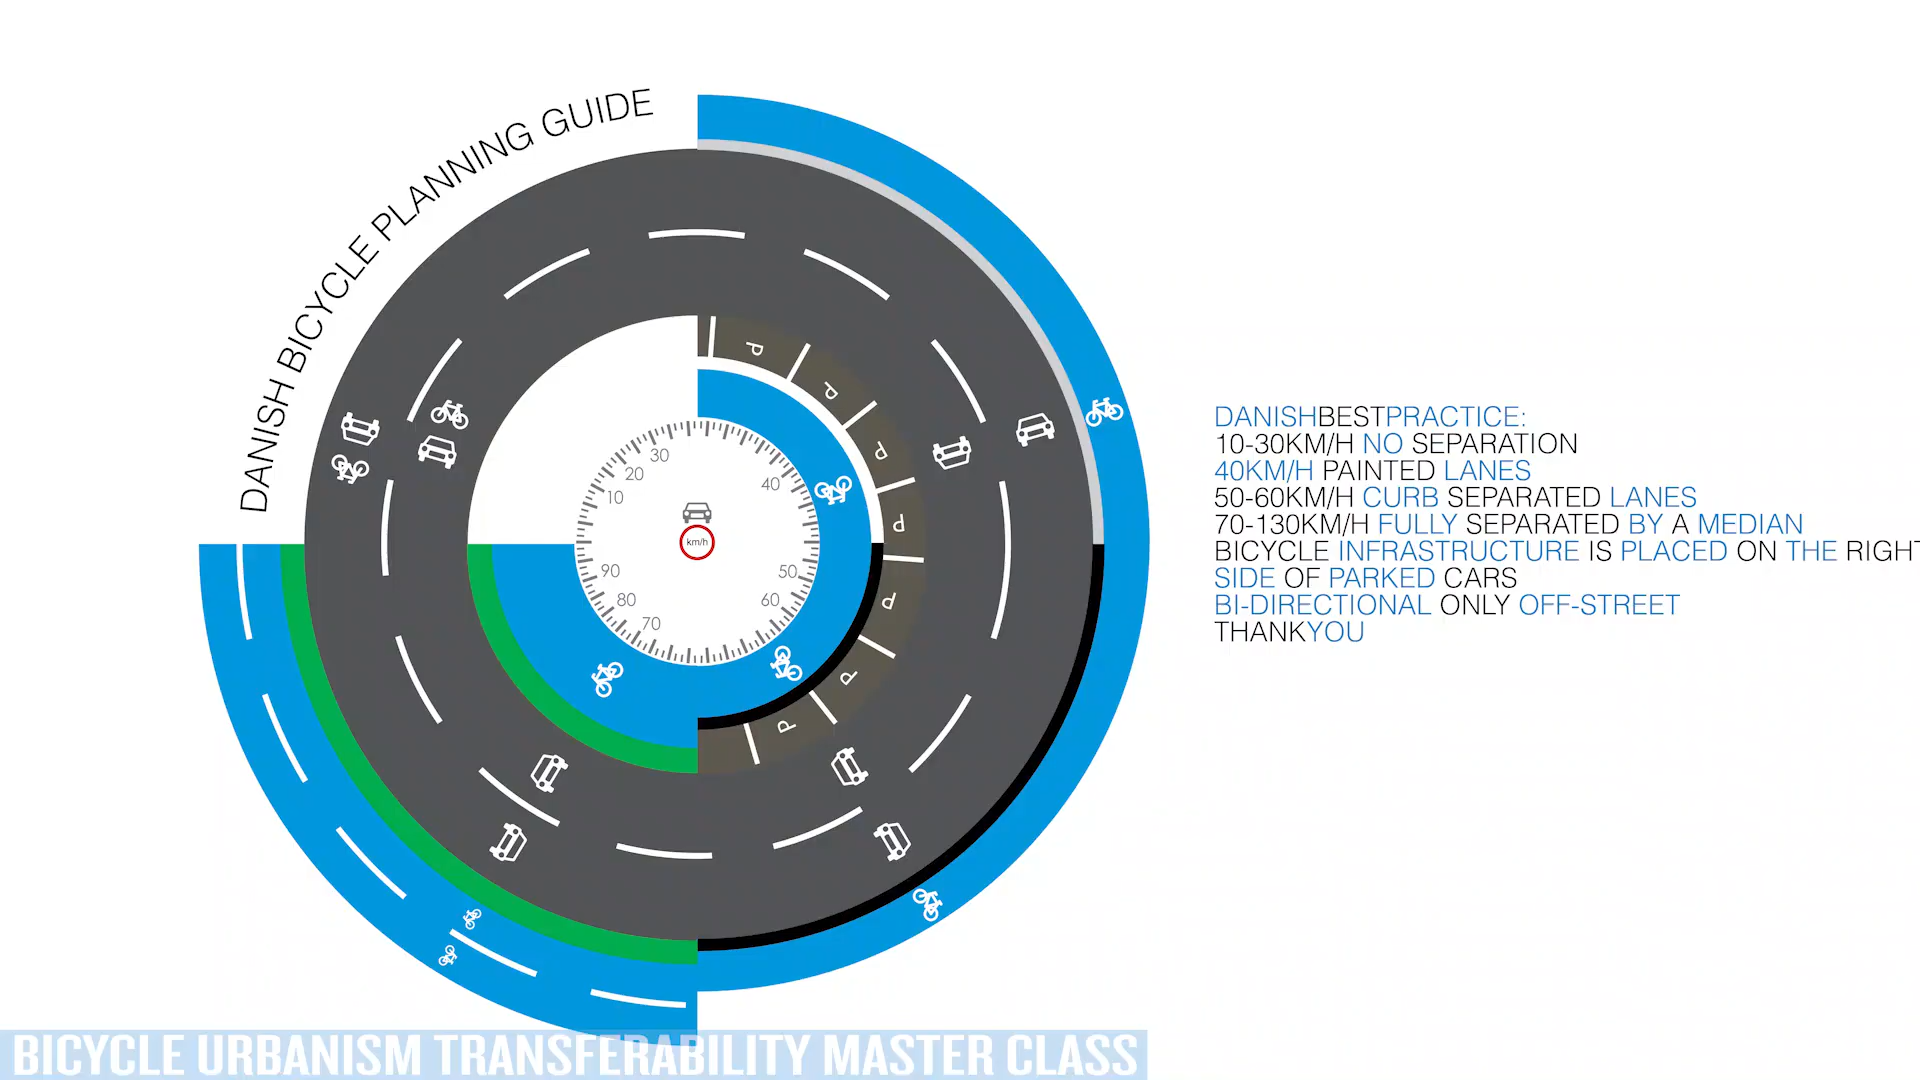 DANISH BICYCLE PLANNING GUIDE
P
P
P
P
P
P
P
30
20
10
40
km/h
90
80
70
50
60
DANISHBESTPRACTICE:
10-30KM/H NO SEPARATION
40KM/H PAINTED LANES
50-60KM/H CURB SEPARATED LANES
70-130KM/H FULLY SEPARATED BY A MEDIAN
BICYCLE INFRASTRUCTURE IS PLACED ON THE RIGHT
SIDE OF PARKED CARS
BI-DIRECTIONAL ONLY OFF-STREET
THANKYOU
BICYCLE URBANISM TRANSFERABILITY MASTER CLASS